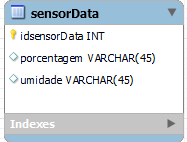 sensorData
idsensorData INT
porcentagem VARCHAR(45)
umidade VARCHAR(45)
Indexes